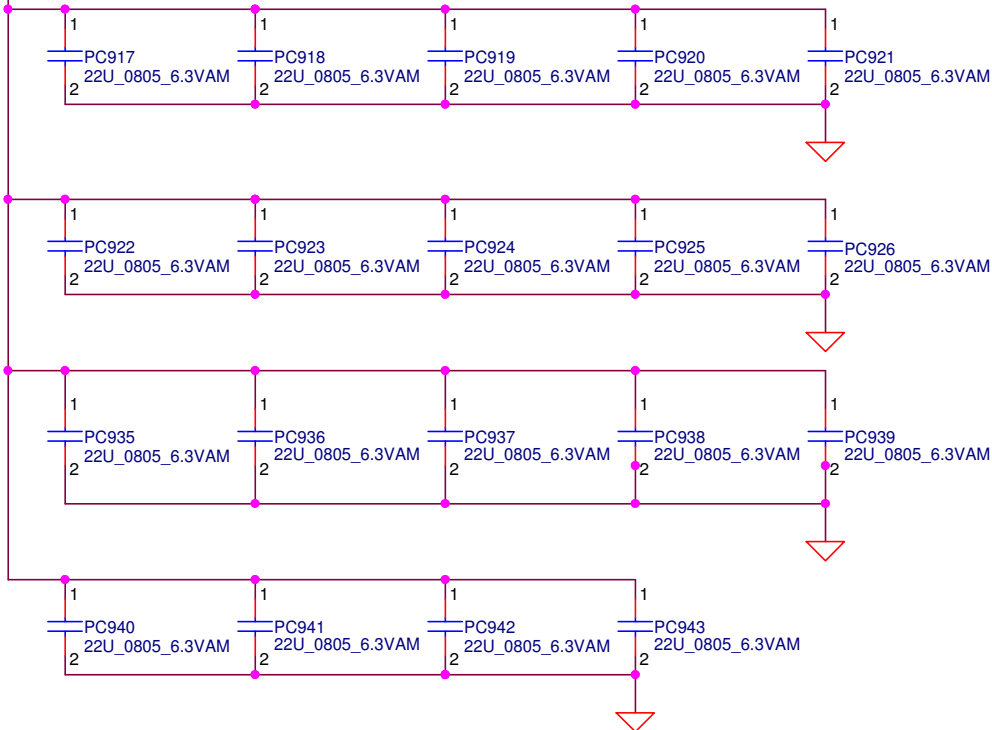 1 1 1 1 1
PC917 PC918 PC919 PC920 PC921
22U_0805_6.3VAM 22U_0805_6.3VAM 22U_0805_6.3VAM 22U_0805_6.3VAM 22U_0805_6.3VAM
2 2 2 2 2
1 1 1 1 1
PC922 PC923 PC924 PC925 PC926
22U_0805_6.3VAM 22U_0805_6.3VAM 22U_0805_6.3VAM 22U_0805_6.3VAM 22U_0805_6.3VAM
2 2 2 2 2
1 1 1 1 1
PC935 PC936 PC937 PC938 PC939
22U_0805_6.3VAM 22U_0805_6.3VAM 22U_0805_6.3VAM 22U_0805_6.3VAM 22U_0805_6.3VAM
2 2 2 2 2
1 1 1 1
PC940 PC941 PC942 PC943
22U_0805_6.3VAM 22U_0805_6.3VAM 22U_0805_6.3VAM 22U_0805_6.3VAM
2 2 2 2